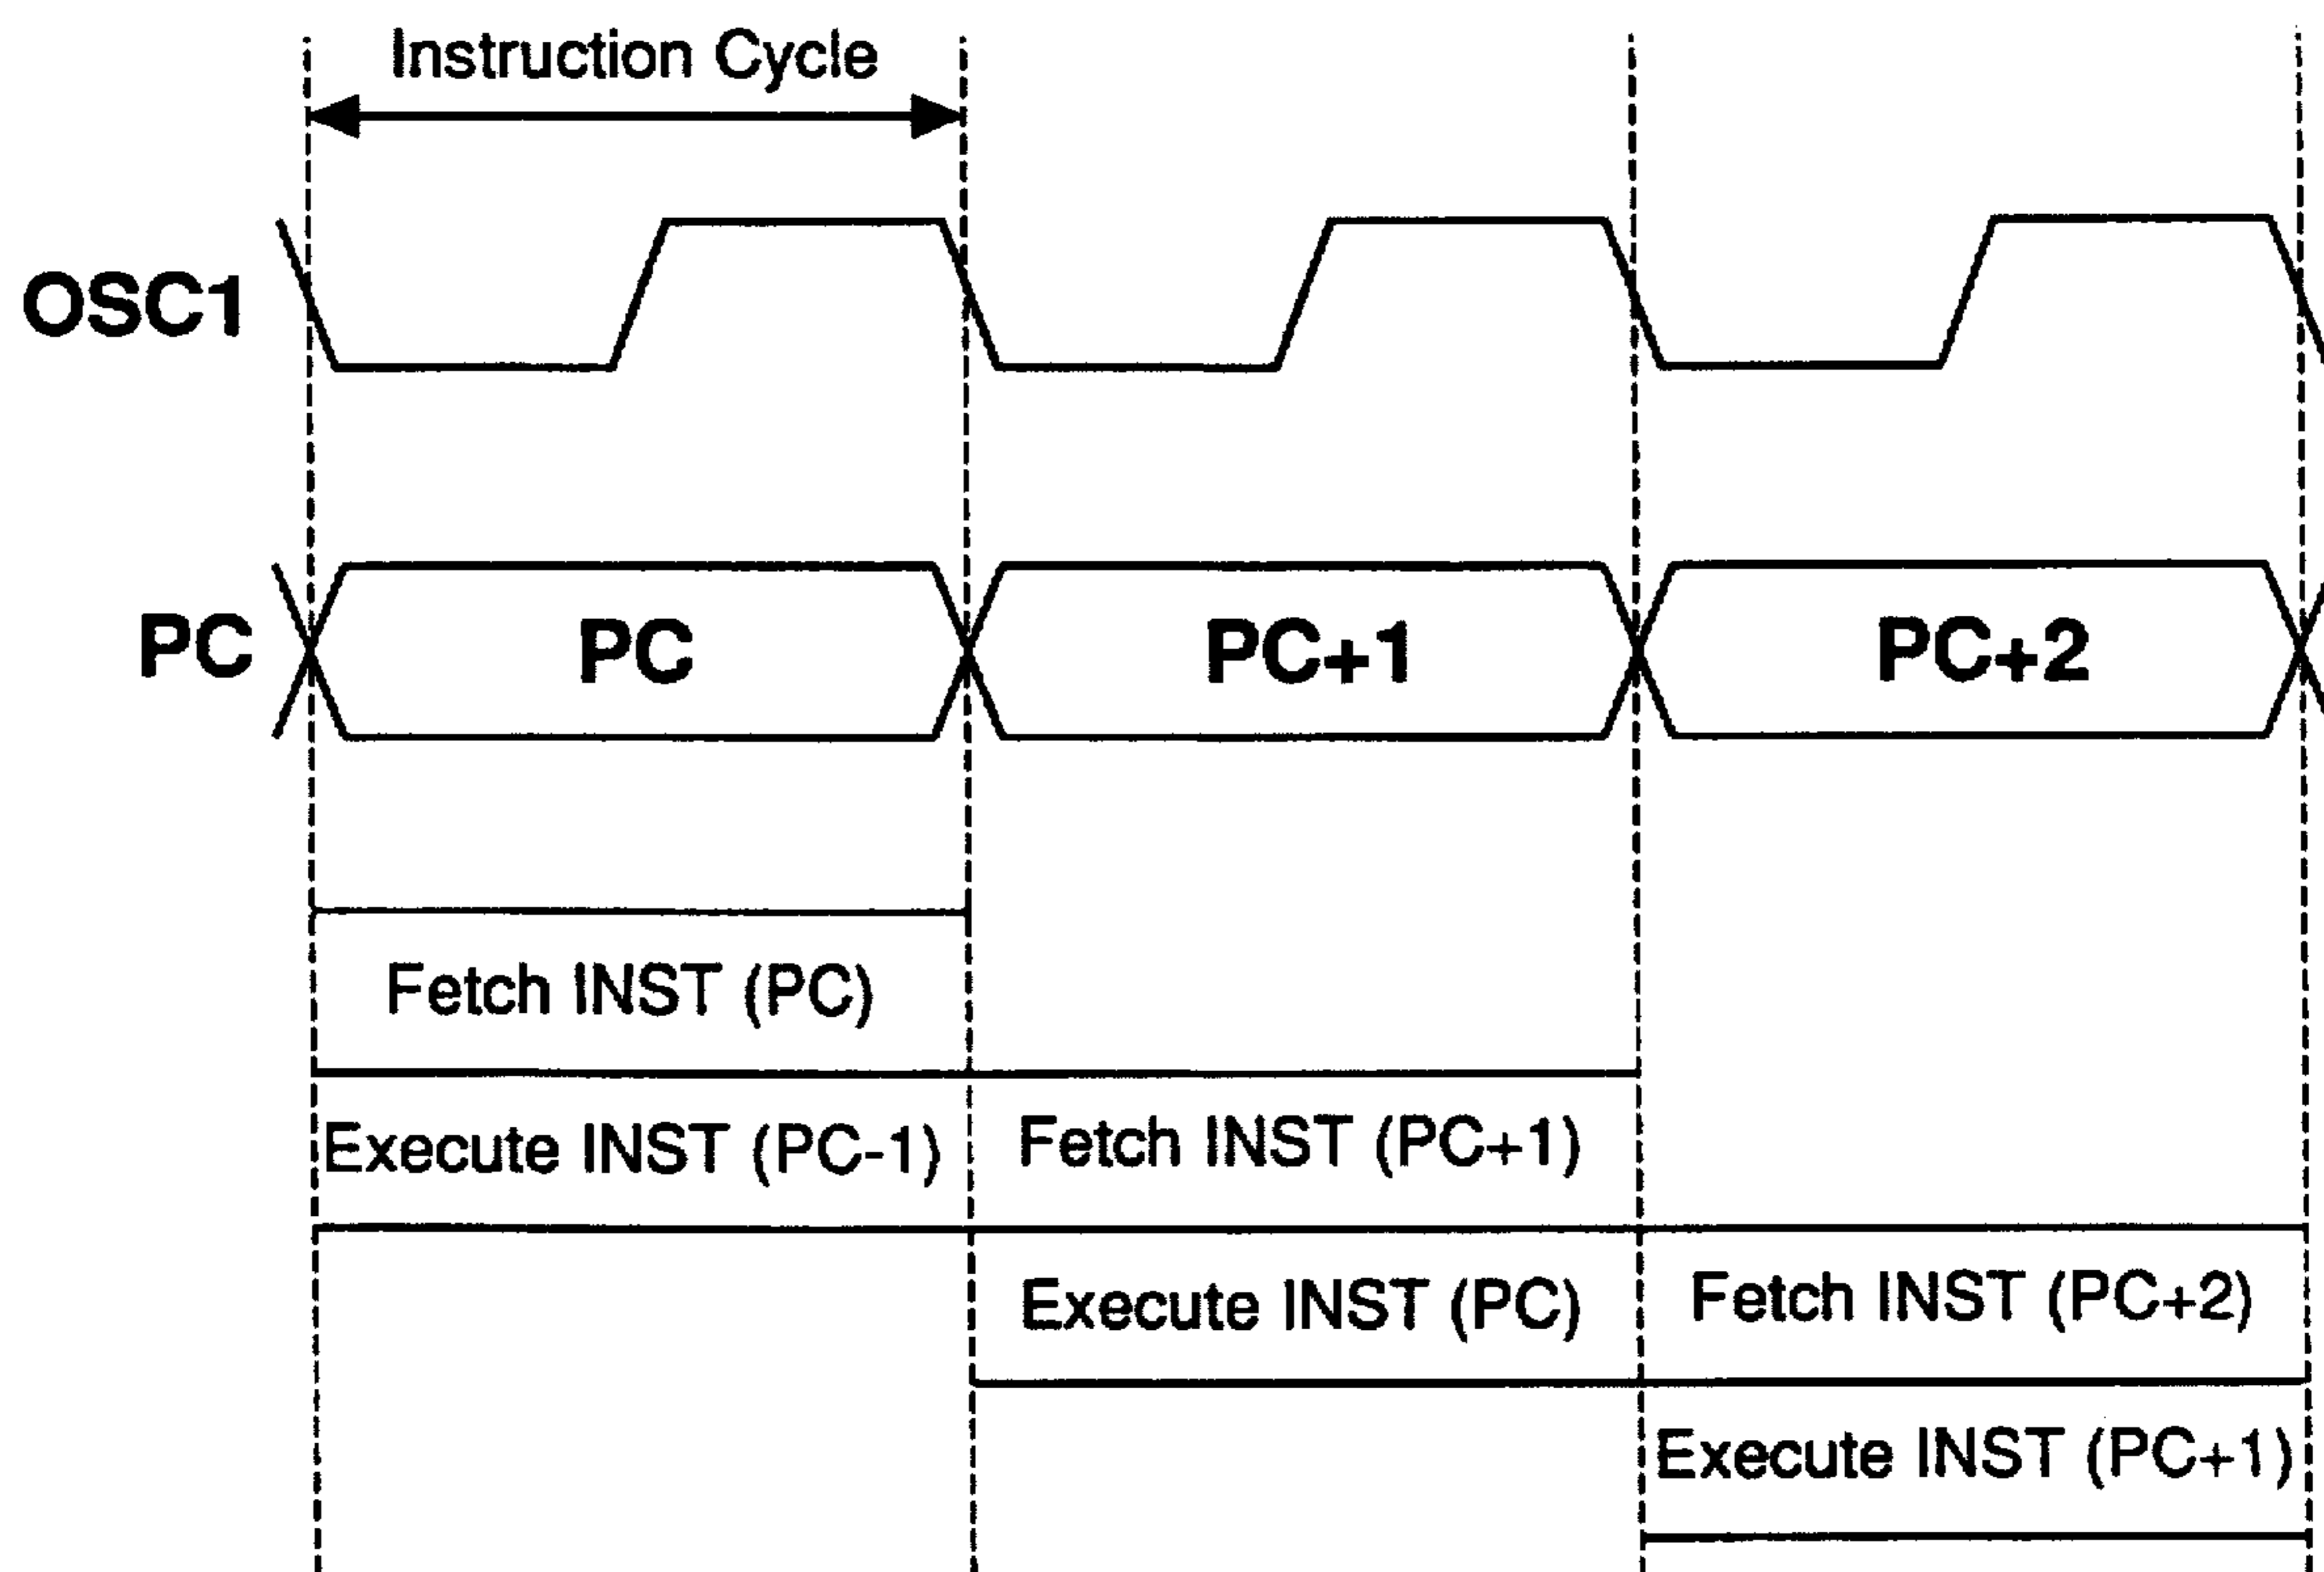 Instruction Cycle
OSC1
PC PC PC+1 PC+2
Fetch INST (PC)
Execute INST (PC-1) Fetch INST (PC+1)
Execute INST (PC) Fetch INST (PC+2)
Execute INST (PC+1)